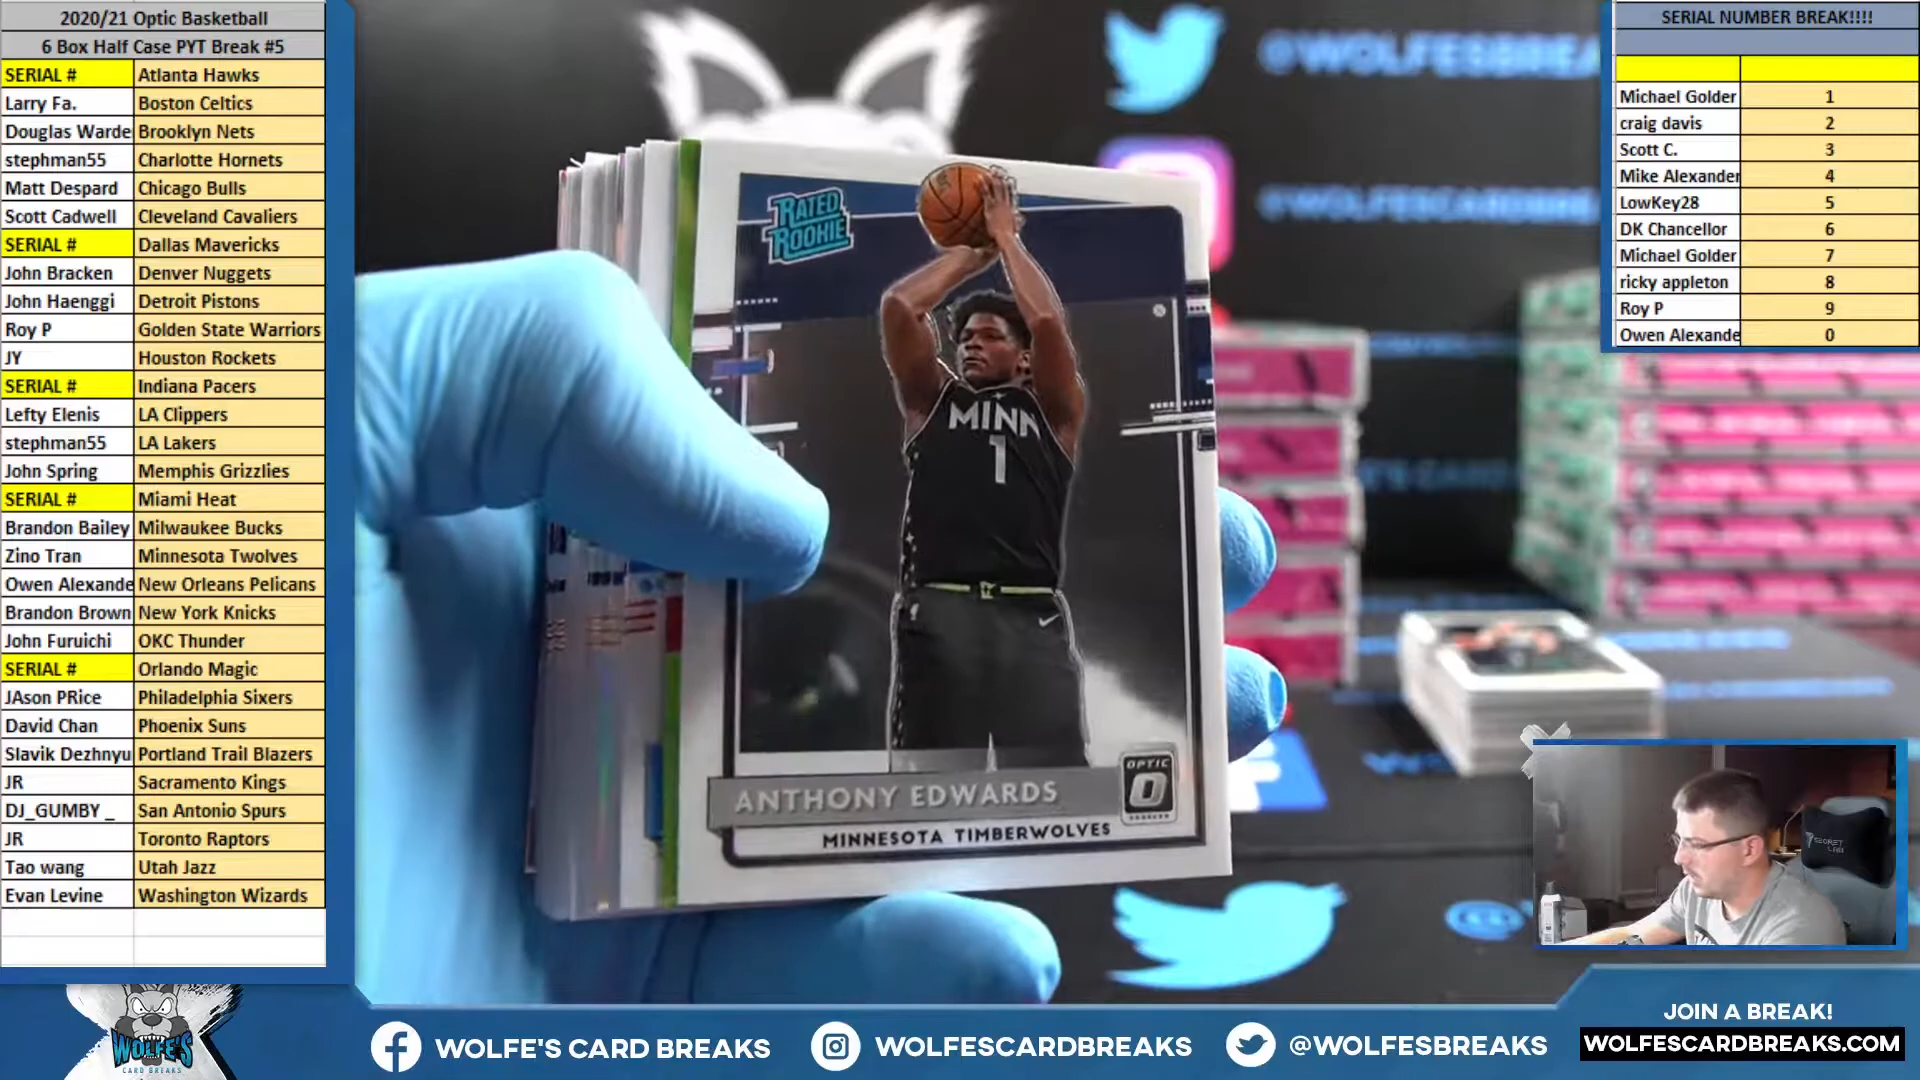 2020/21 Optic Basketball
6 Box Half Case PYT Break #5
SERIAL # Atlanta Hawks
Larry Fa. Boston Celtics
Douglas Warde Brooklyn Nets
stephman55 Charlotte Hornets
Matt Despard Chicago Bulls
Scott Cadwell Cleveland Cavaliers
SERIAL # Dallas Mavericks
John Bracken Denver Nuggets
John Haenggi Detroit Pistons
Roy P Golden State Warriors
JY Houston Rockets
SERIAL # Indiana Pacers
Lefty Elenis LA Clippers
stephman55 LA Lakers
John Spring Memphis Grizzlies
SERIAL # Miami Heat
Brandon Bailey Milwaukee Bucks
Zino Tran Minnesota Twolves
Owen Alexande New Orleans Pelicans
Brandon Brown New York Knicks
John Furuichi OKC Thunder
SERIAL # Orlando Magic
JAson PRice Philadelphia Sixers
David Chan Phoenix Suns
Slavik Dezhnyu Portland Trail Blazers
JR Sacramento Kings
DJ_GUMBY _ San Antonio Spurs
JR Toronto Raptors
Tao wang Utah Jazz
Evan Levine Washington Wizards
SERIAL NUMBER BREAK!!!!
Michael Golder 1
craig davis 2
Scott C. 3
Mike Alexander 4
LowKey28 5
DK Chancellor 6
Michael Golder 7
ricky appleton 8
Roy P 9
Owen Alexande 0
@WOLFESBREA
@WOLFESCARDBRE
RATED
ROOKIE
MINN
1
ANTHONY EDWARDS
OPTIC
MINNESOTA TIMBERWOLVES
SECRET
WOLFE'S
CARD BREAKS
WOLFE'S CARD BREAKS
WOLFESCARDBREAKS
@WOLFESBREAKS
JOIN A BREAK!
WOLFESCARDBREAKS.COM